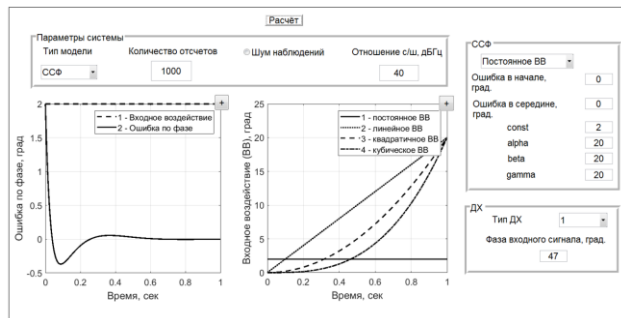 Расчёт
Параметры системы
Тип модели
Количество отсчетов
Шум наблюдений
Отношение с/ш, дБГц
ССФ
1000
40
+
1 - Входное воздействие
2 - Ошибка по фазе
Ошибка по фазе, град
2
1.5
1
0.5
0
-0.5
0
0.2
0.4
0.6
0.8
1
Время, сек
+
1 - постоянное ВВ
2 - линейное ВВ
3 - квадратичное ВВ
4 - кубическое ВВ
Входное воздействие (ВВ), град
25
20
15
10
5
0
0
0.2
0.4
0.6
0.8
1
Время, сек
ССФ
Постоянное ВВ
Ошибка в начале,
град.
0
Ошибка в середине,
град.
0
const
2
alpha
20
beta
20
gamma
20
ДХ
Тип ДХ
1
Фаза входного сигнала, град.
47